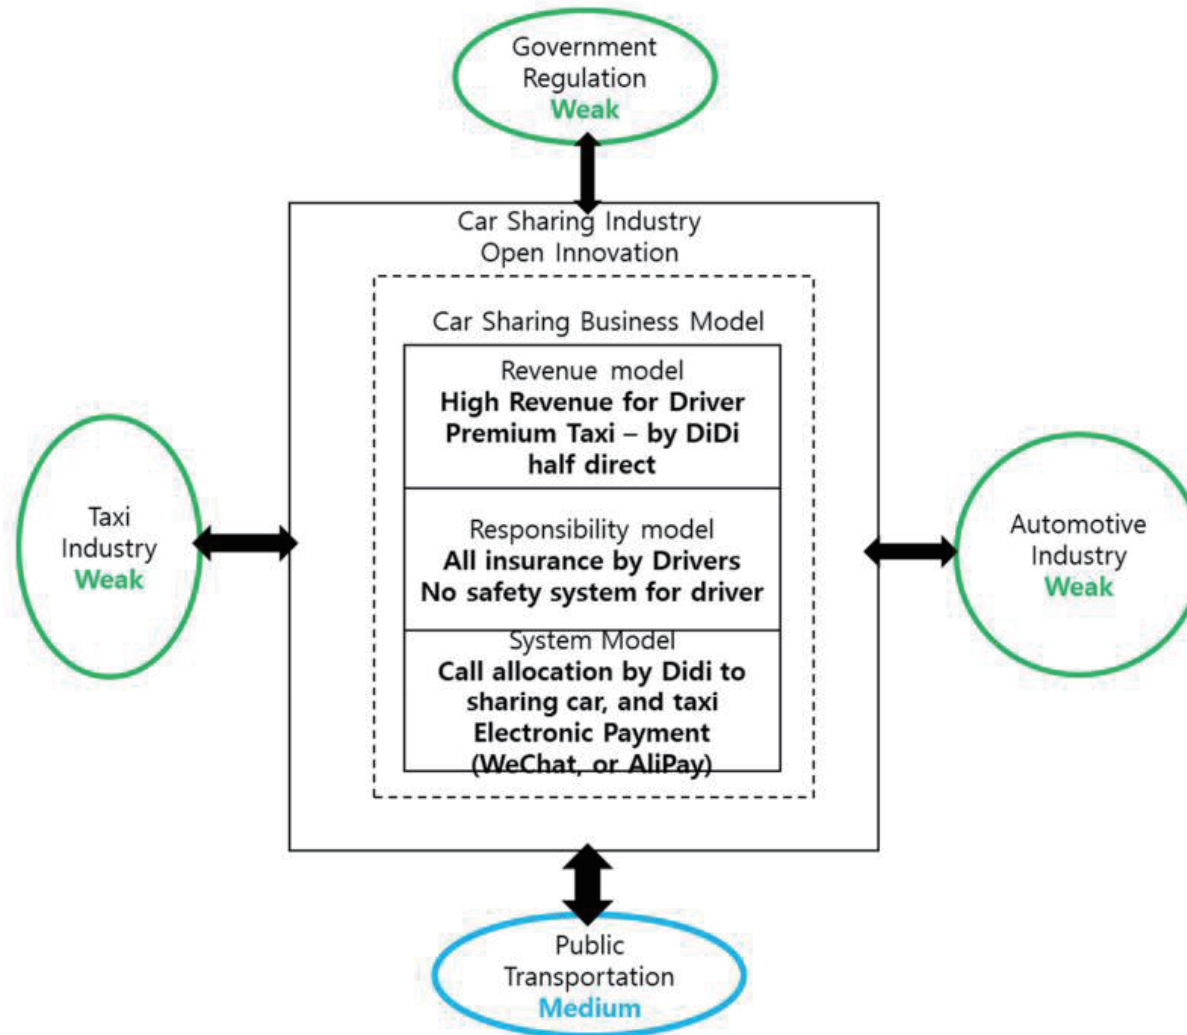 Government
Regulation
Weak
Car Sharing Industry
Open Innovation
Car Sharing Business Model
Revenue model
High Revenue for Driver
Premium Taxi – by DiDi
half direct
Responsibility model
All insurance by Drivers
No safety system for driver
System Model
Call allocation by Didi to
sharing car, and taxi
Electronic Payment
(WeChat, or AliPay)
Taxi
Industry
Weak
Automotive
Industry
Weak
Public
Transportation
Medium